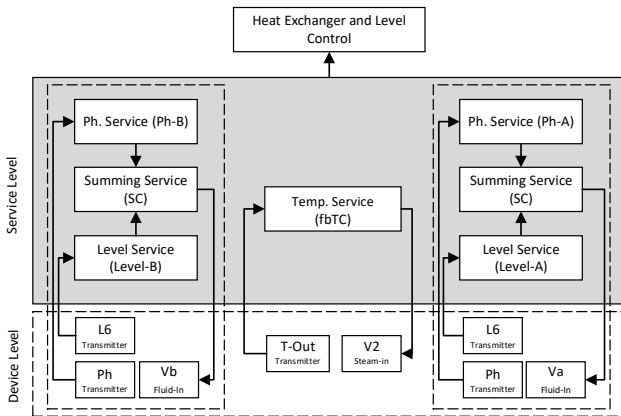 Heat Exchanger and Level
Control
Service Level
Ph. Service (Ph-B)
Summing Service
(SC)
Level Service
(Level-B)
Temp. Service
(fbTC)
Ph. Service (Ph-A)
Summing Service
(SC)
Level Service
(Level-A)
Device Level
L6
Transmitter
Ph
Transmitter
Vb
Fluid-In
T-Out
Transmitter
V2
Steam-in
L6
Transmitter
Ph
Transmitter
Va
Fluid-In